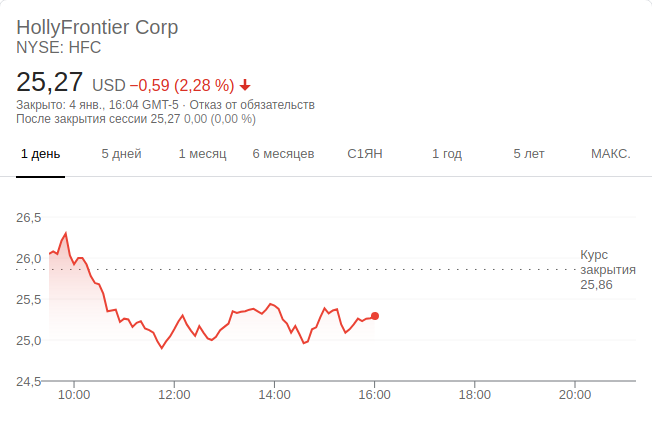 HollyFrontier Corp
NYSE: HFC
25,27 USD −0,59 (2,28 %)
Закрыто: 4 янв., 16:04 GMT-5 · Отказ от обязательств
После закрытия сессии 25,27 0,00 (0,00 %)
1 день 5 дней 1 месяц 6 месяцев С1ЯН 1 год 5 лет МАКС.
26,5
26,0
25,5
25,0
24,5
Курс
закрытия
25,86
10:00 12:00 14:00 16:00 18:00 20:00